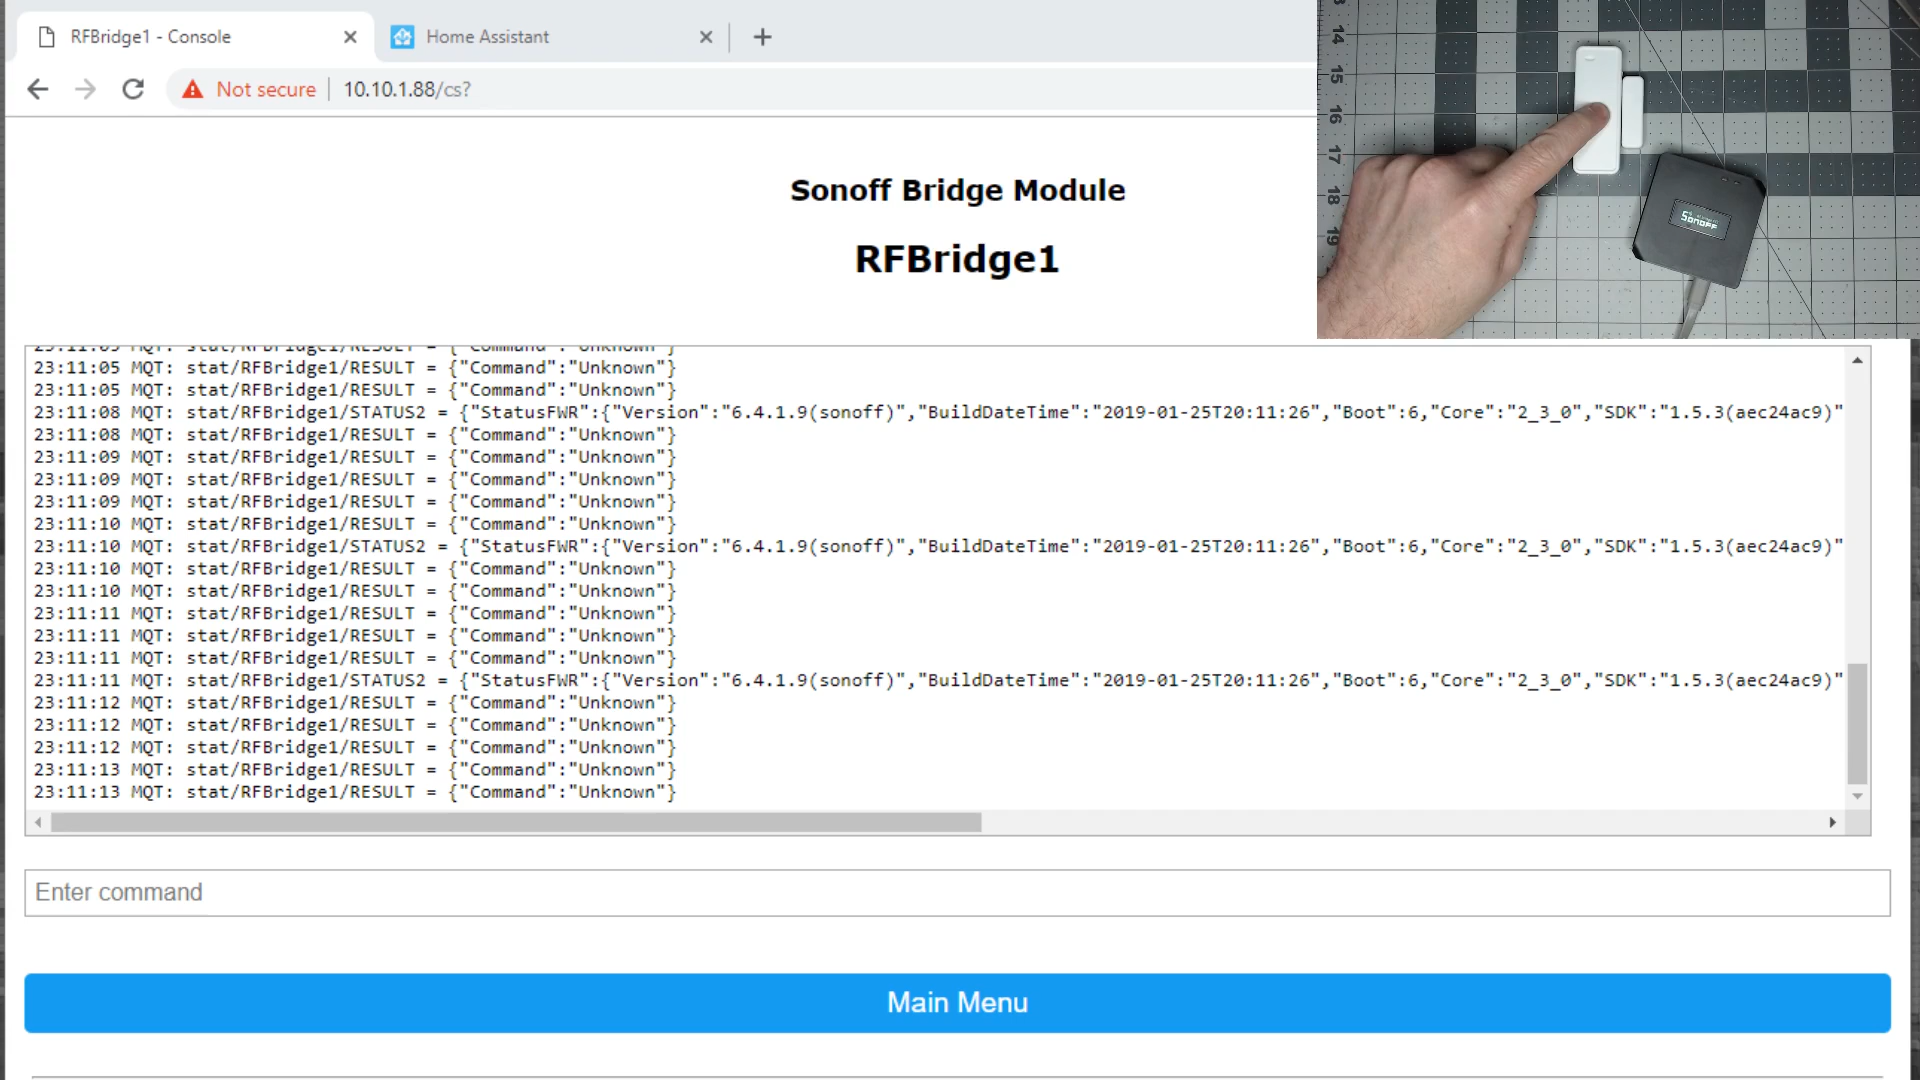 RFBridge1 - Console
Home Assistant
Not secure
10.10.1.88/cs?
14
15
16
17
18
19
SonoFF
Sonoff Bridge Module
RFBridge1
23:11:05 MQT: stat/RFBridge1/RESULT = {"Command":"Unknown"}
23:11:05 MQT: stat/RFBridge1/RESULT = {"Command":"Unknown"}
23:11:05 MQT: stat/RFBridge1/RESULT = {"Command":"Unknown"}
23:11:08 MQT: stat/RFBridge1/STATUS2 = {"StatusFWR":{"Version":"6.4.1.9(sonoff)","BuildDateTime":"2019-01-25T20:11:26","Boot":6,"Core":"2_3_0","SDK":"1.5.3(aec24ac9)"
23:11:08 MQT: stat/RFBridge1/RESULT = {"Command":"Unknown"}
23:11:09 MQT: stat/RFBridge1/RESULT = {"Command":"Unknown"}
23:11:09 MQT: stat/RFBridge1/RESULT = {"Command":"Unknown"}
23:11:09 MQT: stat/RFBridge1/RESULT = {"Command":"Unknown"}
23:11:10 MQT: stat/RFBridge1/RESULT = {"Command":"Unknown"}
23:11:10 MQT: stat/RFBridge1/STATUS2 = {"StatusFWR":{"Version":"6.4.1.9(sonoff)","BuildDateTime":"2019-01-25T20:11:26","Boot":6,"Core":"2_3_0","SDK":"1.5.3(aec24ac9)"
23:11:10 MQT: stat/RFBridge1/RESULT = {"Command":"Unknown"}
23:11:10 MQT: stat/RFBridge1/RESULT = {"Command":"Unknown"}
23:11:11 MQT: stat/RFBridge1/RESULT = {"Command":"Unknown"}
23:11:11 MQT: stat/RFBridge1/RESULT = {"Command":"Unknown"}
23:11:11 MQT: stat/RFBridge1/RESULT = {"Command":"Unknown"}
23:11:11 MQT: stat/RFBridge1/STATUS2 = {"StatusFWR":{"Version":"6.4.1.9(sonoff)","BuildDateTime":"2019-01-25T20:11:26","Boot":6,"Core":"2_3_0","SDK":"1.5.3(aec24ac9)"
23:11:12 MQT: stat/RFBridge1/RESULT = {"Command":"Unknown"}
23:11:12 MQT: stat/RFBridge1/RESULT = {"Command":"Unknown"}
23:11:12 MQT: stat/RFBridge1/RESULT = {"Command":"Unknown"}
23:11:13 MQT: stat/RFBridge1/RESULT = {"Command":"Unknown"}
23:11:13 MQT: stat/RFBridge1/RESULT = {"Command":"Unknown"}
Enter command
Main Menu